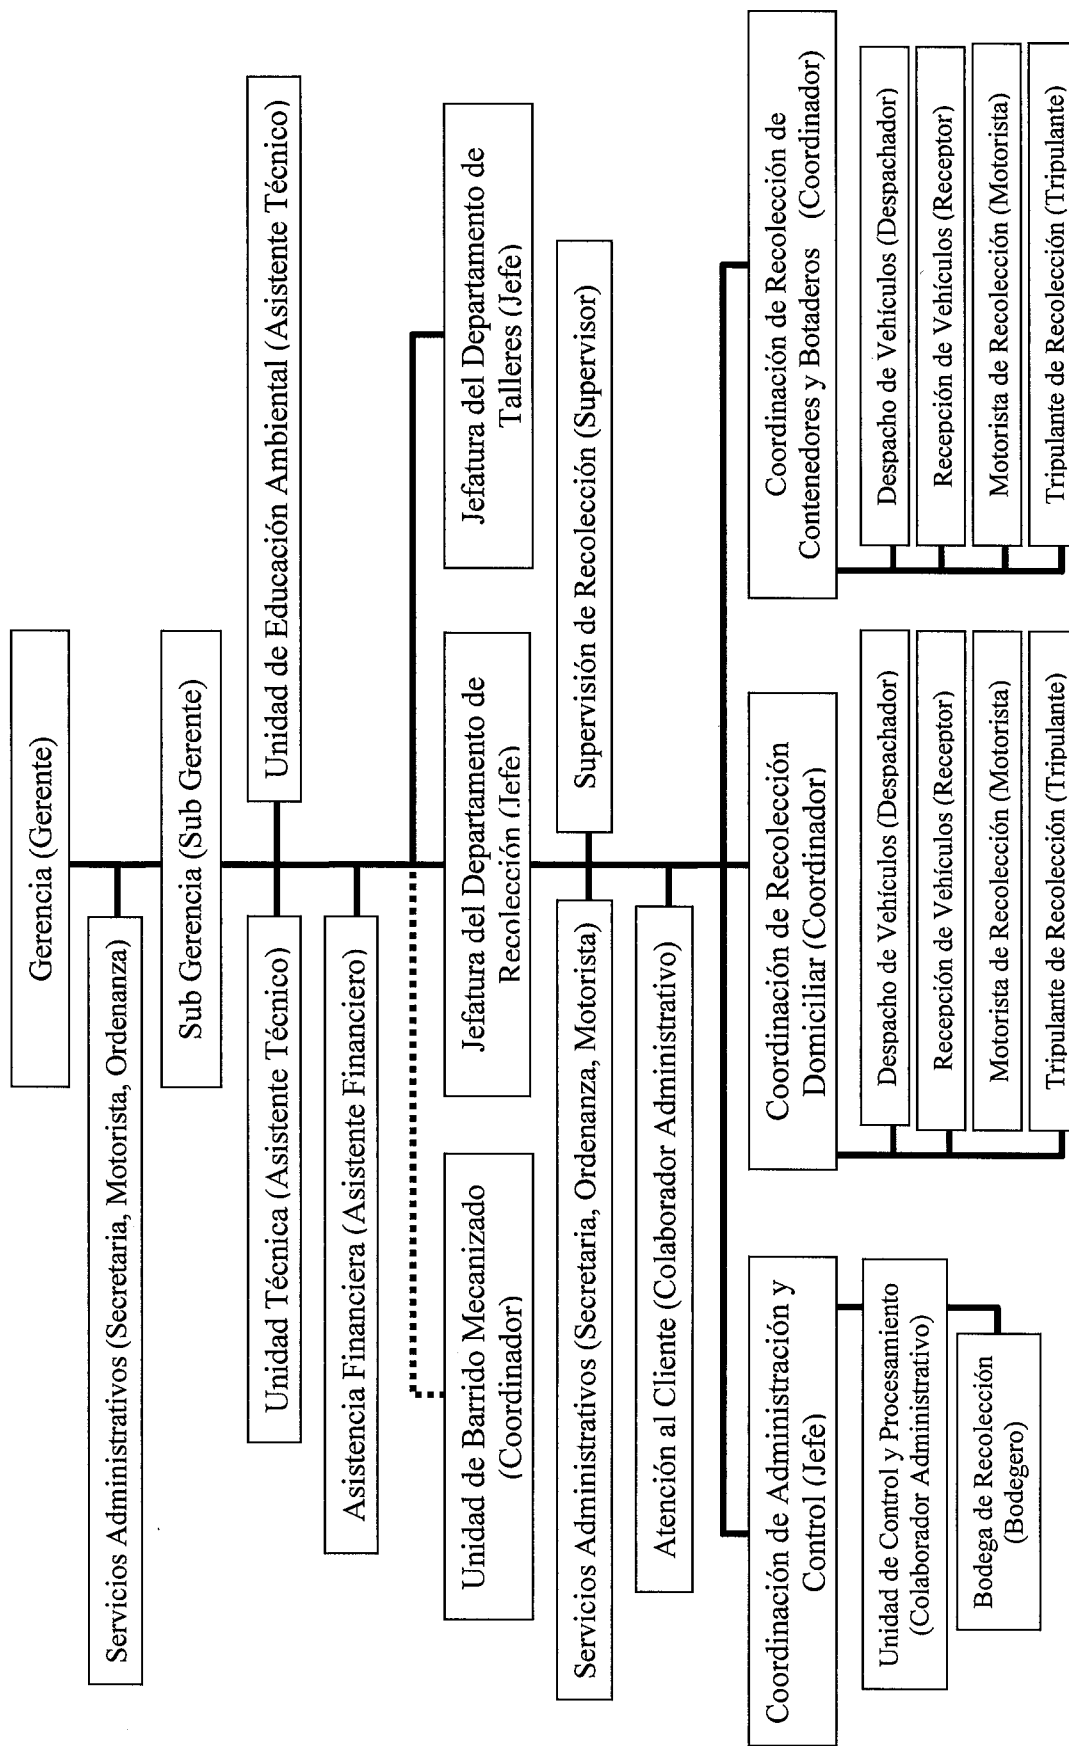 Gerencia (Gerente)
Servicios Administrativos (Secretaria, Motorista, Ordenanza)
Sub Gerencia (Sub Gerente)
Unidad Técnica (Asistente Técnico)
Unidad de Educación Ambiental (Asistente Técnico)
Asistencia Financiera (Asistente Financiero)
Unidad de Barrido Mecanizado
(Coordinador)
Jefatura del Departamento de
Recolección (Jefe)
Jefatura del Departamento de
Talleres (Jefe)
Servicios Administrativos (Secretaria, Ordenanza, Motorista)
Supervisión de Recolección (Supervisor)
Atención al Cliente (Colaborador Administrativo)
Coordinación de Administración y
Control (Jefe)
Unidad de Control y Procesamiento
(Colaborador Administrativo)
Bodega de Recolección
(Bodegero)
Coordinación de Recolección
Domiciliar (Coordinador)
Despacho de Vehículos (Despachador)
Recepción de Vehículos (Receptor)
Motorista de Recolección (Motorista)
Tripulante de Recolección (Tripulante)
Coordinación de Recolección de
Contenedores y Botaderos (Coordinador)
Despacho de Vehículos (Despachador)
Recepción de Vehículos (Receptor)
Motorista de Recolección (Motorista)
Tripulante de Recolección (Tripulante)